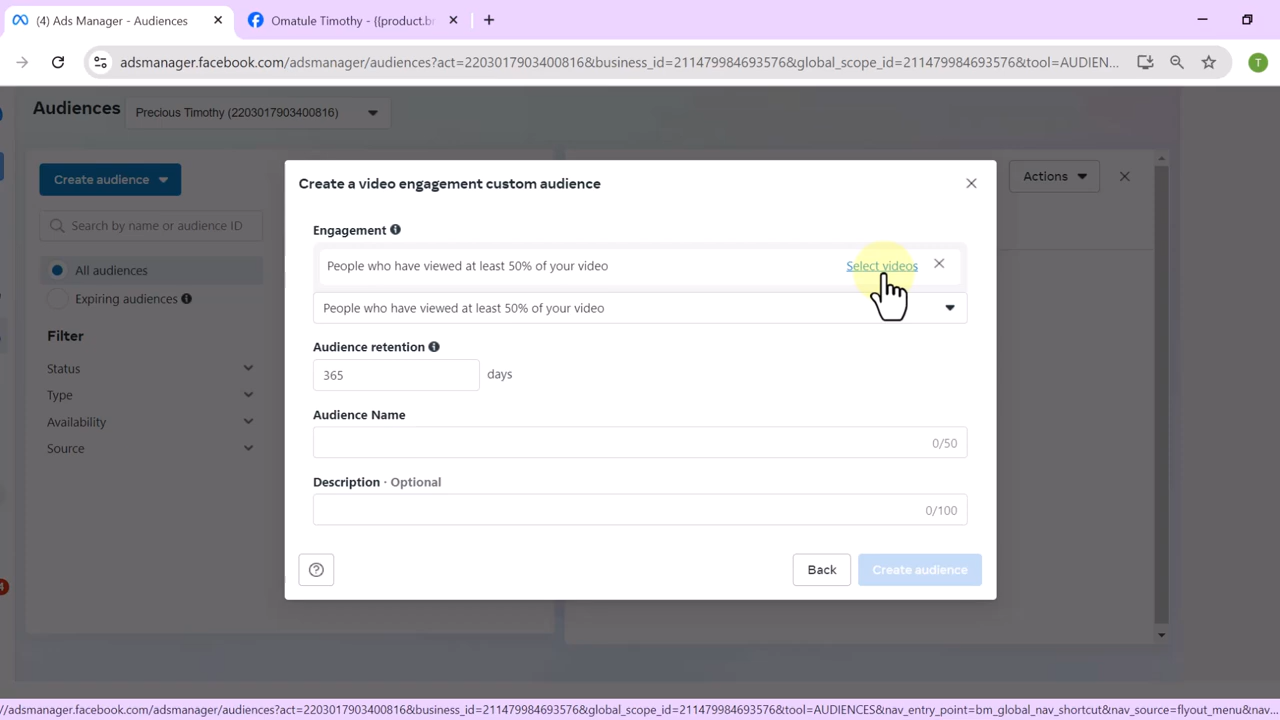 (4) Ads Manager - Audiences
Omatule Timothy - ((product.br
adsmanager.facebook.com/adsmanager/audiences?act=2203017903400816&business_id=211479984693576&global_scope_id=211479984693576&tool=AUDIEN...
T
Audiences
Precious Timothy (2203017903400816)
Create audience
Actions
Search by name or audience ID
All audiences
Expiring audiences
Filter
Status
Type
Availability
Source
4
Create a video engagement custom audience
Engagement
People who have viewed at least 50% of your video
Select videos
People who have viewed at least 50% of your video
Audience retention
365
days
Audience Name
0/50
Description · Optional
0/100
Back
Create audience
//adsmanager.facebook.com/adsmanager/audiences?act=2203017903400816&business_id=211479984693576&global_scope_id=211479984693576&tool=AUDIENCES&nav_entry_point=bm_global_nav_shortcut&nav_source=flyout_menu&nav...